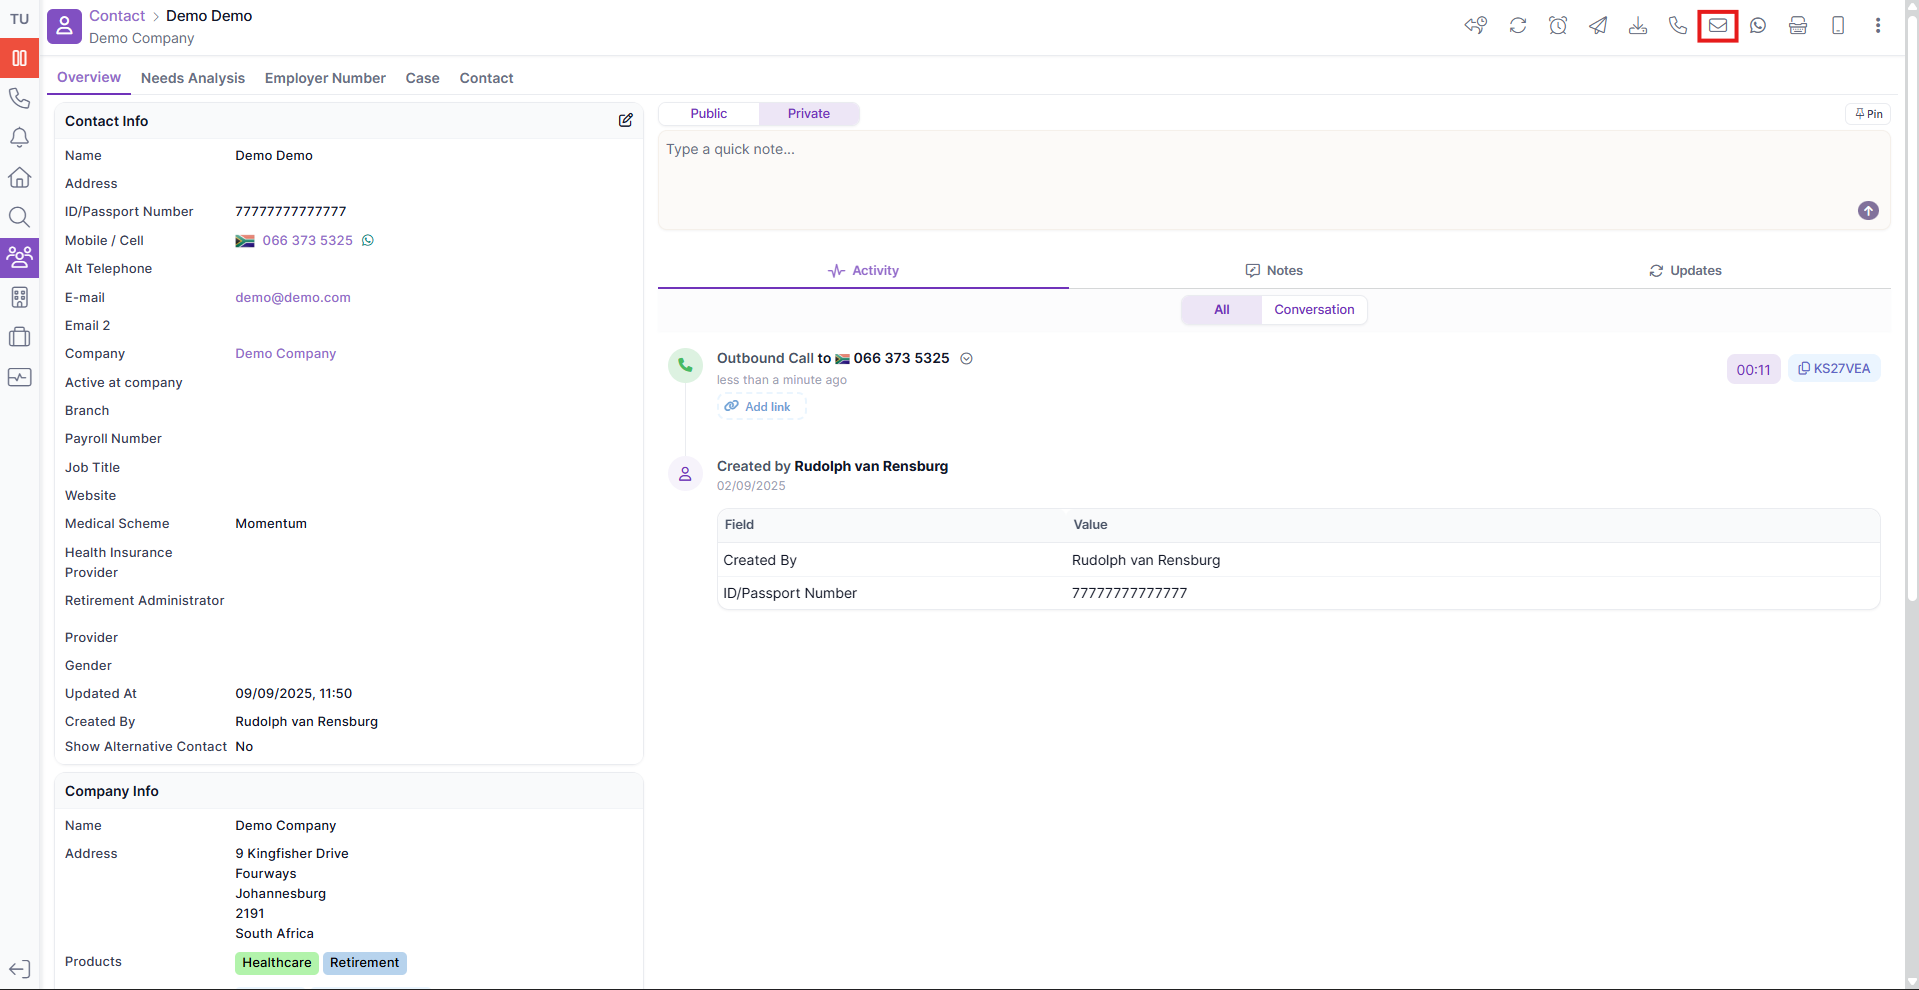 TU
Contact > Demo Demo
Demo Company
Overview
Needs Analysis
Employer Number
Case
Contact
Contact Info
Name Demo Demo
Address
ID/Passport Number 77777777777777
Mobile / Cell 066 373 5325
Alt Telephone
E-mail demo@demo.com
Email 2
Company Demo Company
Active at company
Branch
Payroll Number
Job Title
Website
Medical Scheme Momentum
Health Insurance
Provider
Retirement Administrator
Provider
Gender
Updated At 09/09/2025, 11:50
Created By Rudolph van Rensburg
Show Alternative Contact No
Company Info
Name Demo Company
Address 9 Kingfisher Drive
Fourways
Johannesburg
2191
South Africa
Products Healthcare Retirement
Public Private
Pin
Type a quick note...
Activity
Notes
Updates
All Conversation
Outbound Call to 066 373 5325
less than a minute ago
Add link
00:11
KS27VEA
Created by Rudolph van Rensburg
02/09/2025
Field Value
Created By Rudolph van Rensburg
ID/Passport Number 77777777777777